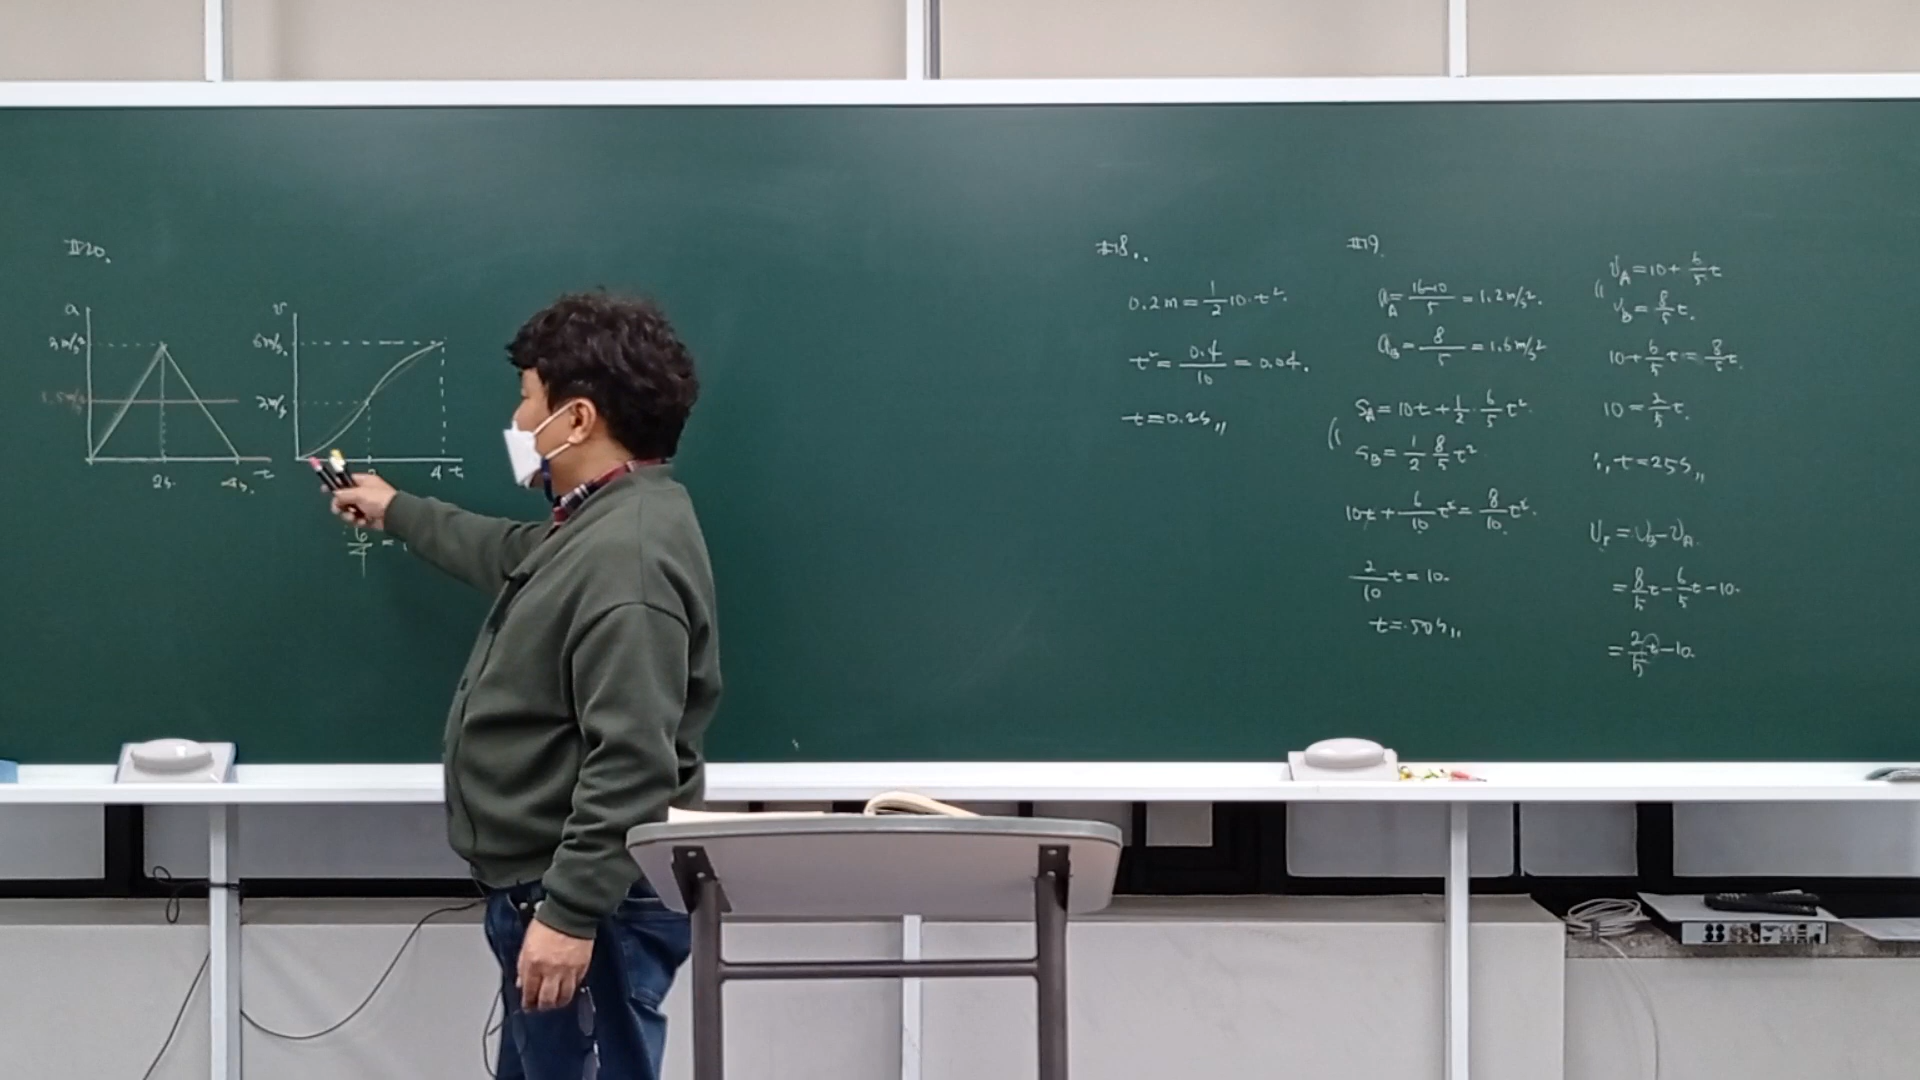 #20.
a
3m/s²
1.5m/s²
2s.
4s.
t
v
6m/s.
3m/s
4
t
6/4 =
#18..
0.2m = 1/2 10·t².
t² = 0.4/10 = 0.04.
t = 0.2s,,
#19.
a_A = 16-10/5 = 1.2m/s².
a_B = 8/5 = 1.6m/s²
S_A = 10t + 1/2 · 6/5 t²
S_B = 1/2 8/5 t²
10t + 6/10 t² = 8/10 t².
2/10 t = 10.
t = 50s,,
v_A = 10 + 6/5 t
v_B = 8/5 t.
10 + 6/5 t = 8/5 t.
10 = 2/5 t.
∴ t = 25s,,
v_r = v_B - v_A.
= 8/5 t - 6/5 t - 10.
= 2/5 t - 10.